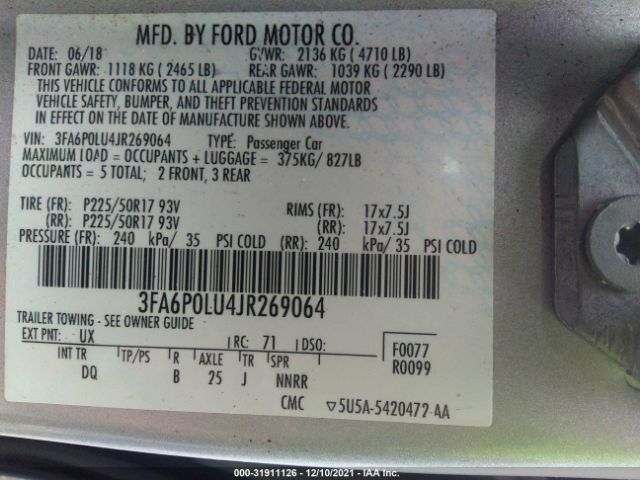 MFD. BY FORD MOTOR CO.
DATE: 06/18 GVWR: 2136 KG ( 4710 LB)
FRONT GAWR: 1118 KG ( 2465 LB) REAR GAWR: 1039 KG ( 2290 LB)
THIS VEHICLE CONFORMS TO ALL APPLICABLE FEDERAL MOTOR
VEHICLE SAFETY, BUMPER, AND THEFT PREVENTION STANDARDS
IN EFFECT ON THE DATE OF MANUFACTURE SHOWN ABOVE.
VIN: 3FA6P0LU4JR269064 TYPE: Passenger Car
MAXIMUM LOAD = OCCUPANTS + LUGGAGE = 375KG/ 827LB
OCCUPANTS = 5 TOTAL; 2 FRONT, 3 REAR
TIRE (FR): P225/50R17 93V RIMS (FR): 17x7.5J
(RR): P225/50R17 93V (RR): 17x7.5J
PRESSURE (FR): 240 kPa/ 35 PSI COLD (RR): 240 kPa/ 35 PSI COLD
3FA6P0LU4JR269064
TRAILER TOWING - SEE OWNER GUIDE
EXT PNT: UX RC: 71 DSO: F0077
INT TR TP/PS R AXLE TR SPR R0099
DQ B 25 J NNRR
CMC ▽5U5A-5420472-AA
000-31911126 - 12/10/2021 - IAA Inc.